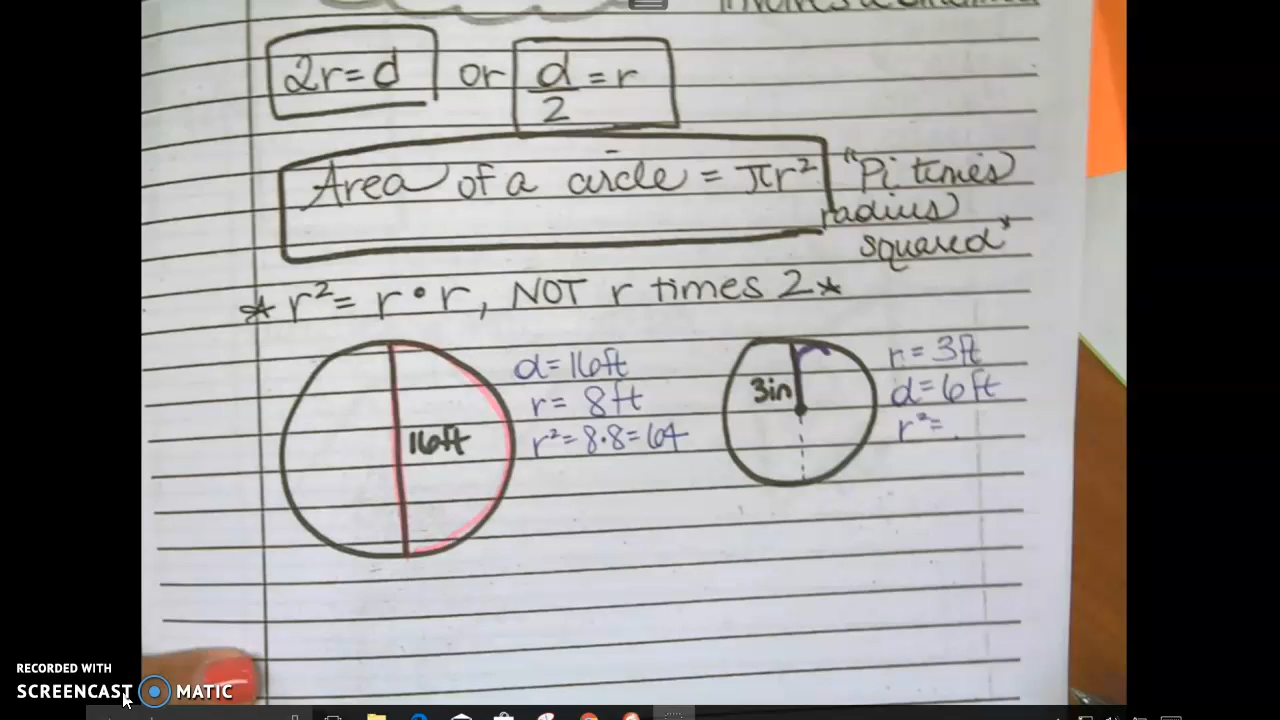 2r = d or d/2 = r
Area of a circle = πr² "Pi times
radius
squared"
* r² = r • r, NOT r times 2 *
16ft
d = 16ft
r = 8ft
r² = 8•8 = 64
3in
r = 3ft
d = 6ft
r² =
RECORDED WITH
SCREENCAST MATIC